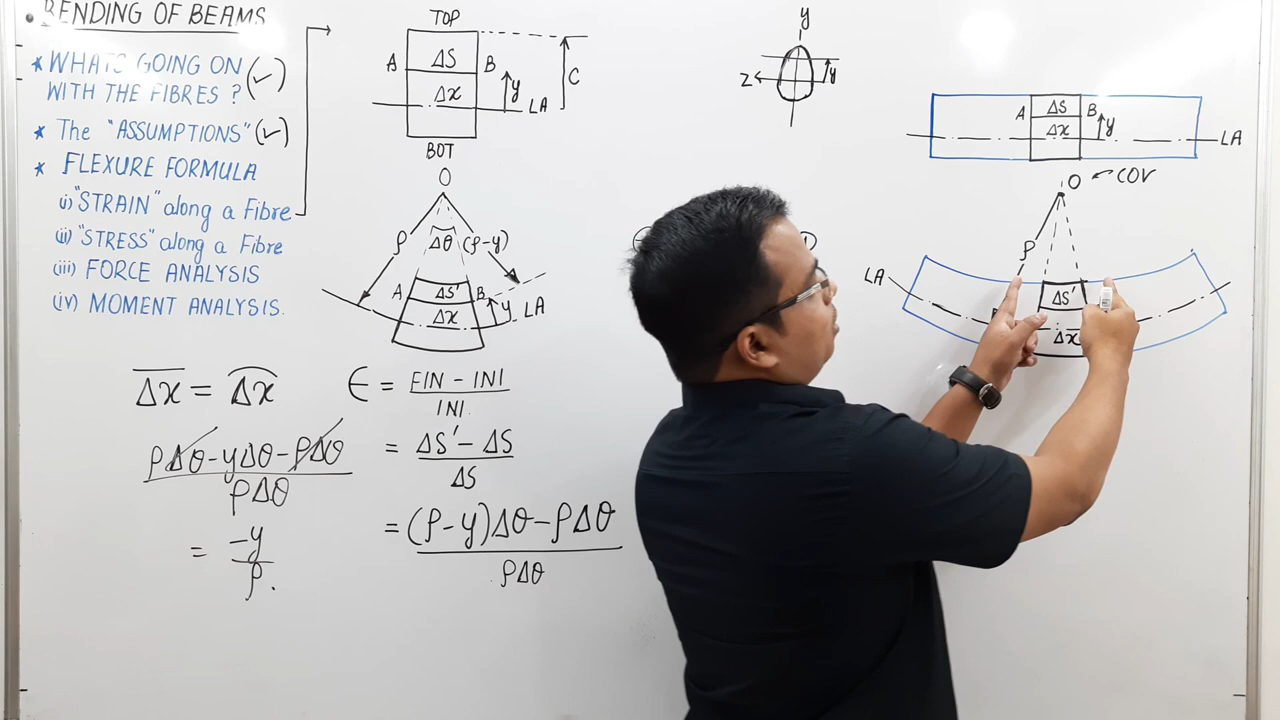 • BENDING OF BEAMS
* WHATS GOING ON
WITH THE FIBRES ? (✓)
* The "ASSUMPTIONS" (✓)
* FLEXURE FORMULA
i) "STRAIN" along a Fibre
(ii) "STRESS" along a Fibre
(iii) FORCE ANALYSIS
(iv) MOMENT ANALYSIS.
TOP
A ΔS B
Δx y LA
C
BOT
O
ρ Δθ (ρ-y)
A ΔS' B
Δx y LA
Δx = Δx
ρΔθ - yΔθ - ρΔθ
ρΔθ
= -y
ρ.
ϵ = FIN - INI
INI.
= ΔS' - ΔS
ΔS
= (ρ - y)Δθ - ρΔθ
ρΔθ
y
z y
A ΔS B
Δx y LA
O COV
ρ
LA
ΔS'
Δx